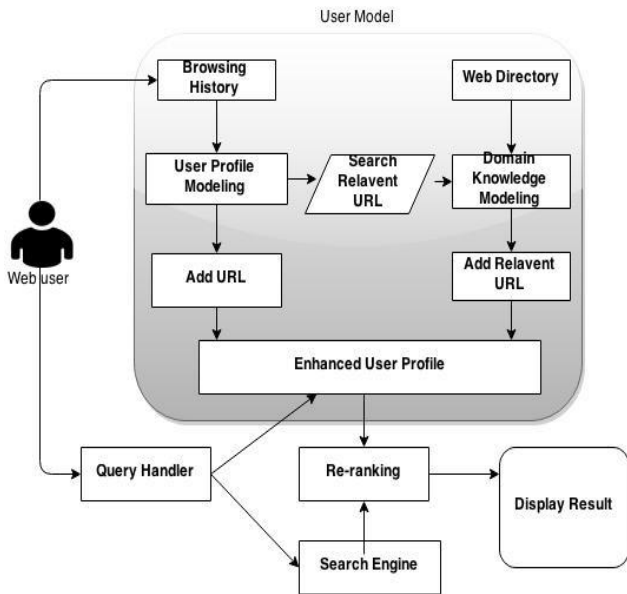 User Model
Browsing
History
Web Directory
User Profile
Modeling
Search
Relavent
URL
Domain
Knowledge
Modeling
Web user
Add URL
Add Relavent
URL
Enhanced User Profile
Query Handler
Re-ranking
Display Result
Search Engine